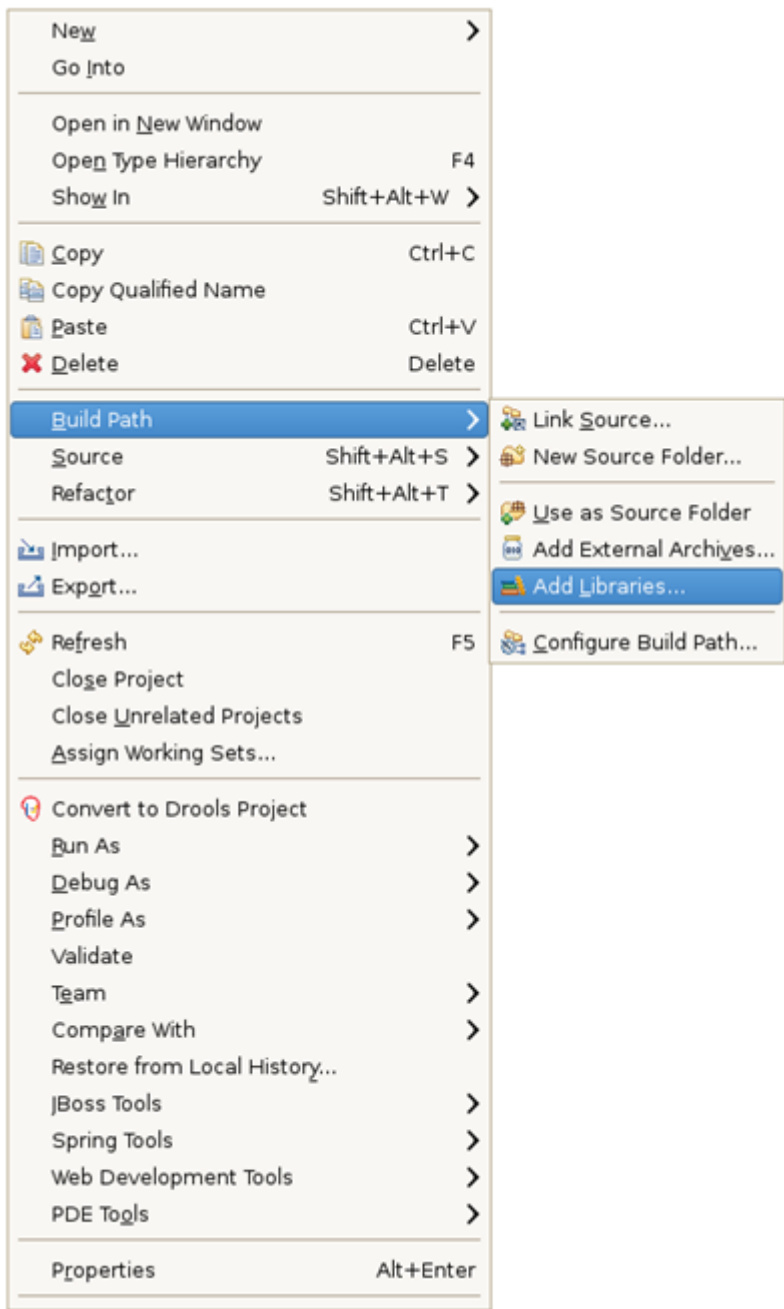 New
Go Into
Open in New Window
Open Type Hierarchy F4
Show In Shift+Alt+W
Copy Ctrl+C
Copy Qualified Name
Paste Ctrl+V
Delete Delete
Build Path
Source Shift+Alt+S
Refactor Shift+Alt+T
Import...
Export...
Refresh F5
Close Project
Close Unrelated Projects
Assign Working Sets...
Convert to Drools Project
Run As
Debug As
Profile As
Validate
Team
Compare With
Restore from Local History...
JBoss Tools
Spring Tools
Web Development Tools
PDE Tools
Properties Alt+Enter
Link Source...
New Source Folder...
Use as Source Folder
Add External Archives...
Add Libraries...
Configure Build Path...